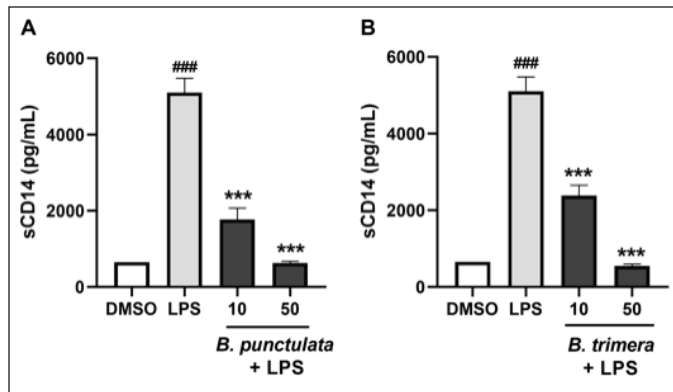 A
sCD14 (pg/mL)
6000
4000
2000
0
###
***
***
DMSO LPS 10 50
B. punctulata
+ LPS
B
sCD14 (pg/mL)
6000
4000
2000
0
###
***
***
DMSO LPS 10 50
B. trimera
+ LPS